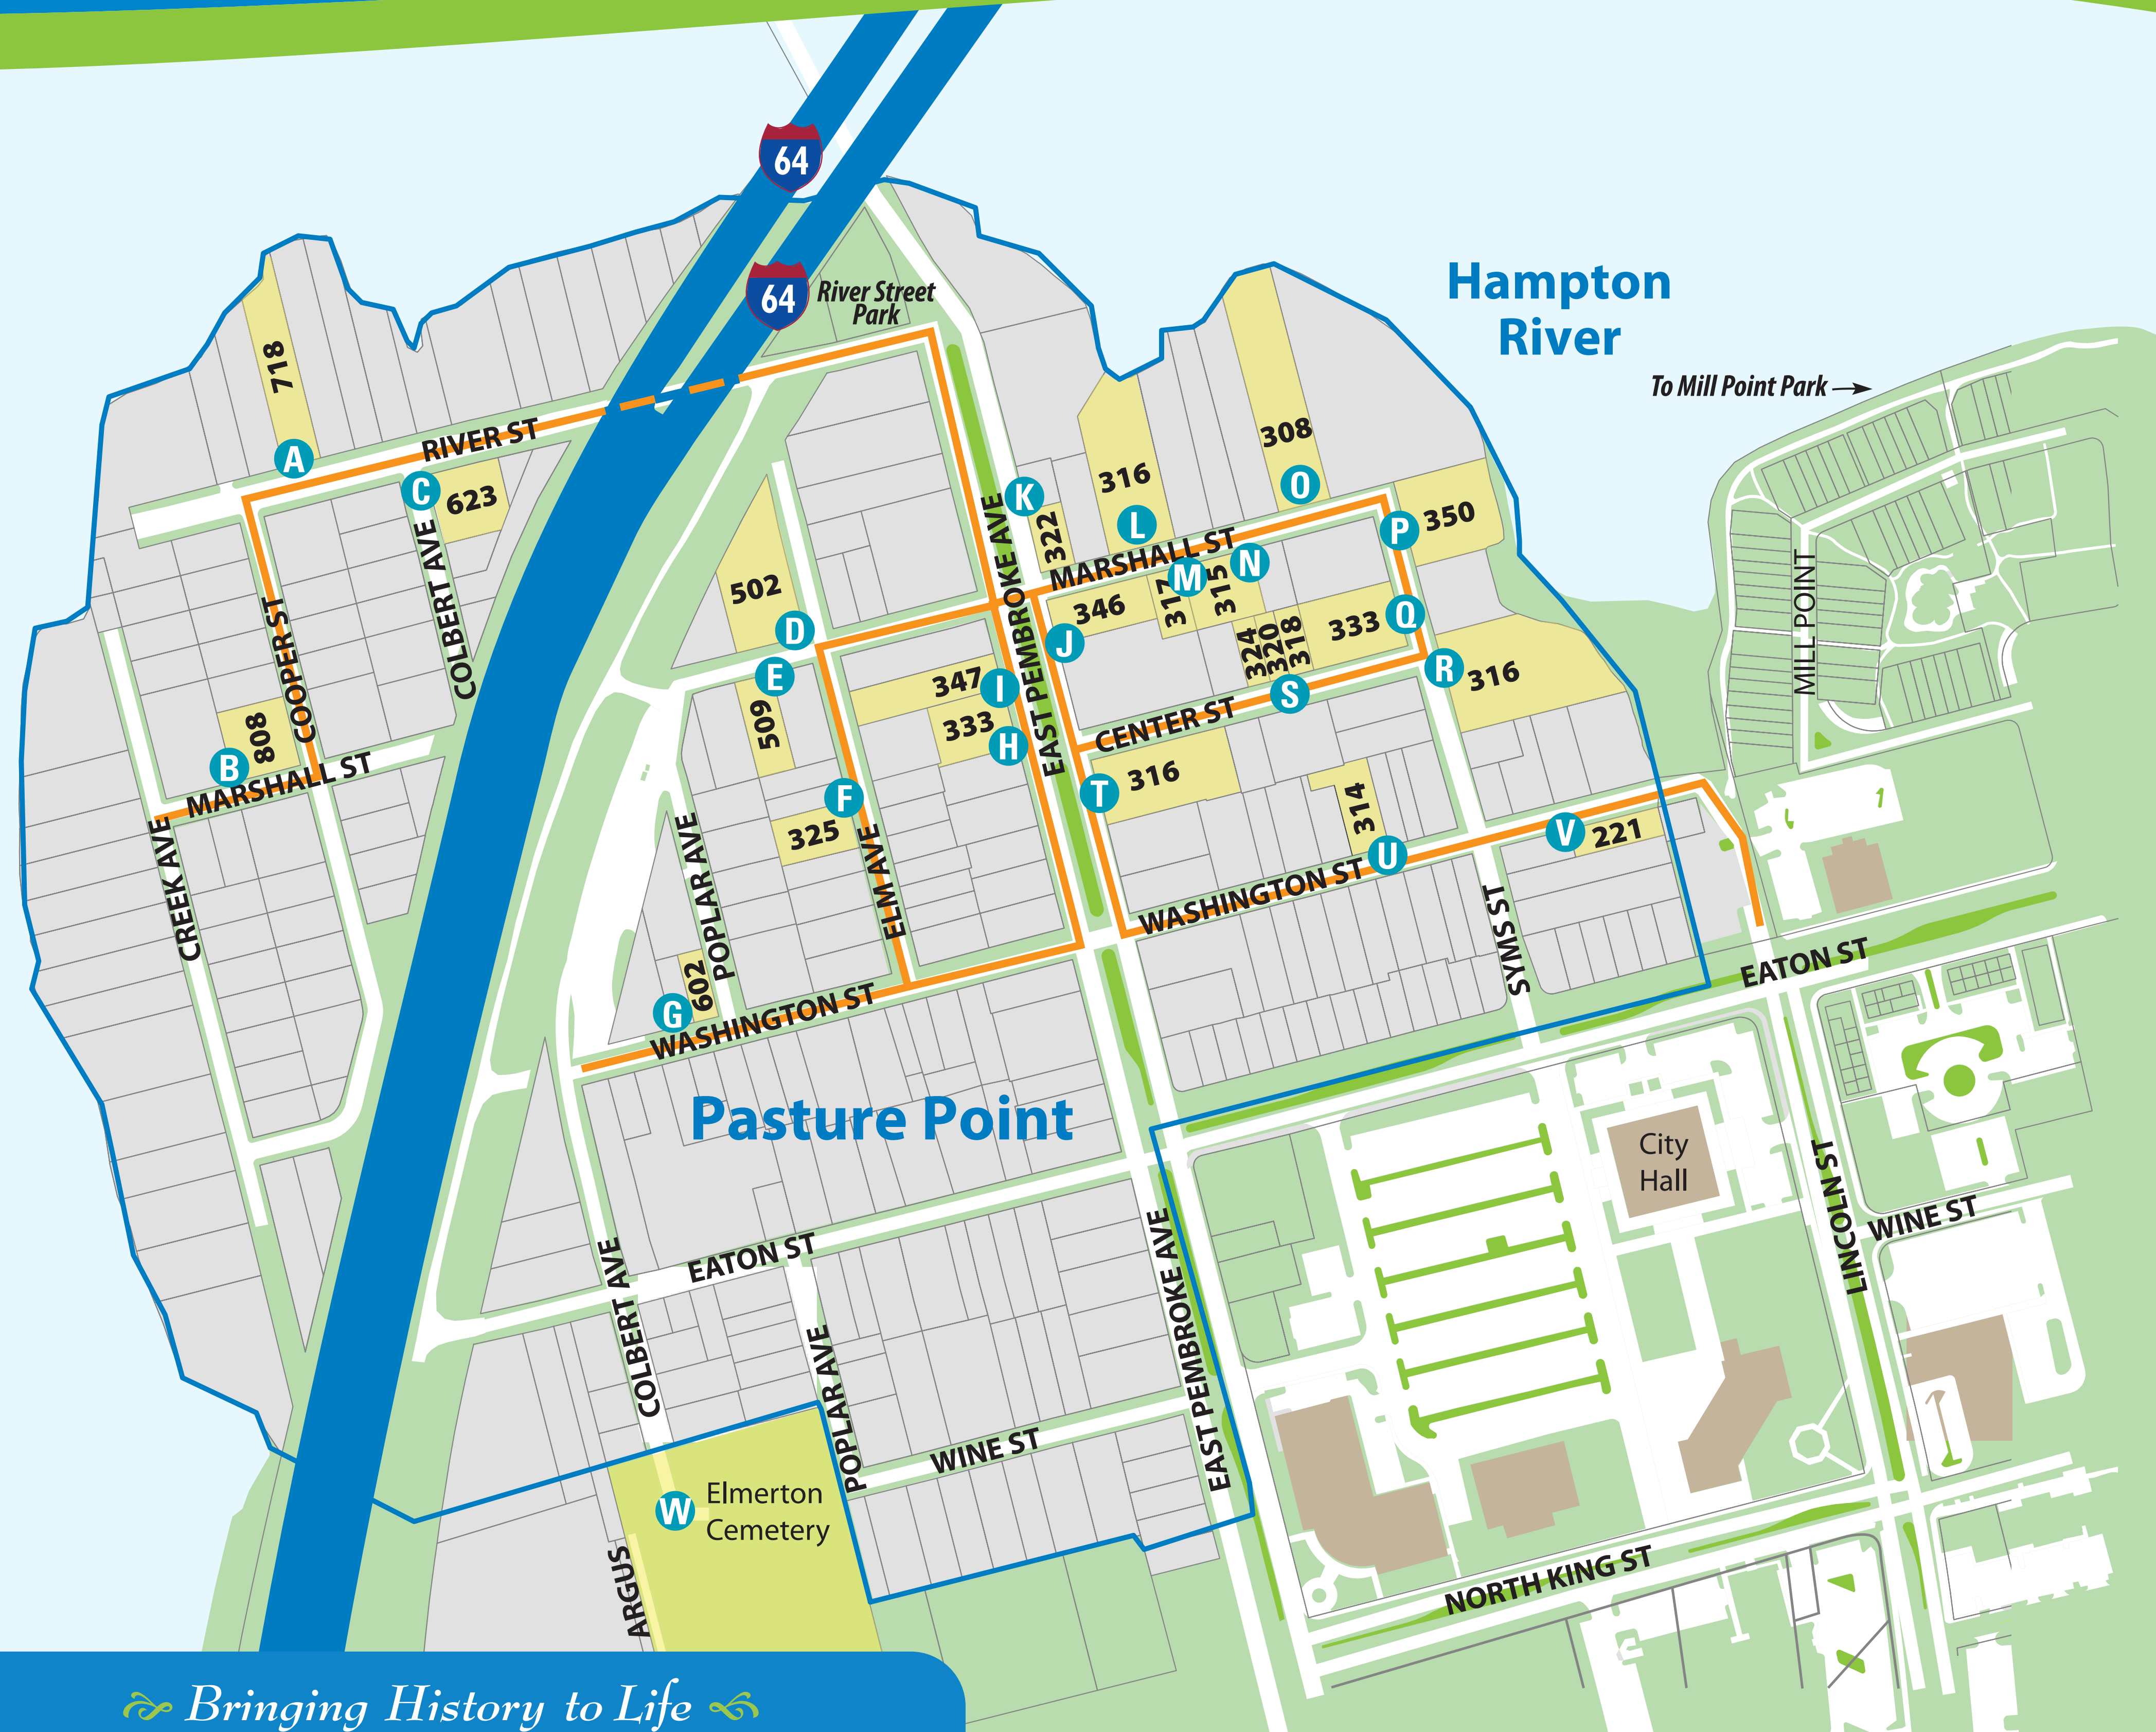 64
64
River Street
Park
Hampton
River
To Mill Point Park
718
A
RIVER ST
C
623
COLBERT AVE
COOPER ST
808
B
MARSHALL ST
CREEK AVE
502
D
E
509
F
325
ELM AVE
POPLAR AVE
602
G
WASHINGTON ST
347
I
333
H
EAST PEMBROKE AVE
K
322
316
L
308
O
MARSHALL ST
M
N
P
350
346
317
315
J
324
320
318
333
Q
R
316
S
CENTER ST
T
316
314
U
V
221
WASHINGTON ST
SYMS ST
MILL POINT
EATON ST
Pasture Point
City
Hall
LINCOLN ST
WINE ST
EATON ST
COLBERT AVE
POPLAR AVE
EAST PEMBROKE AVE
WINE ST
W
Elmerton
Cemetery
ARGUS
NORTH KING ST
Bringing History to Life